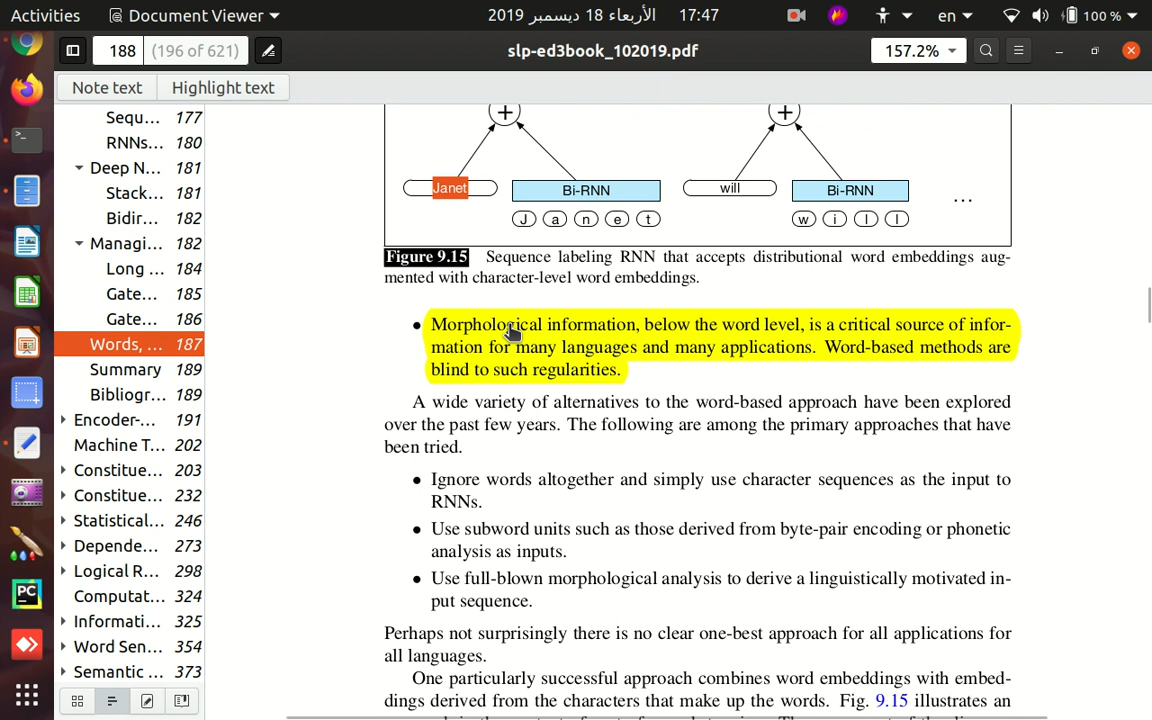 Activities Document Viewer 2019 الأربعاء 18 ديسمبر 17:47 en 100 %
188 (196 of 621) slp-ed3book_102019.pdf 157.2%
Note text Highlight text
Sequ... 177
RNNs... 180
Deep N... 181
Stack... 181
Bidir... 182
Managi... 182
Long ... 184
Gate... 185
Gate... 186
Words, ... 187
Summary 189
Bibliogr... 189
Encoder-... 191
Machine T... 202
Constitue... 203
Constitue... 232
Statistical... 246
Depende... 273
Logical R... 298
Computat... 324
Informati... 325
Word Sen... 354
Semantic ... 373
+ +
Janet Bi-RNN will Bi-RNN ...
J a n e t w i l l
Figure 9.15 Sequence labeling RNN that accepts distributional word embeddings aug-
mented with character-level word embeddings.
• Morphological information, below the word level, is a critical source of infor-
mation for many languages and many applications. Word-based methods are
blind to such regularities.
A wide variety of alternatives to the word-based approach have been explored
over the past few years. The following are among the primary approaches that have
been tried.
• Ignore words altogether and simply use character sequences as the input to
RNNs.
• Use subword units such as those derived from byte-pair encoding or phonetic
analysis as inputs.
• Use full-blown morphological analysis to derive a linguistically motivated in-
put sequence.
Perhaps not surprisingly there is no clear one-best approach for all applications for
all languages.
One particularly successful approach combines word embeddings with embed-
dings derived from the characters that make up the words. Fig. 9.15 illustrates an